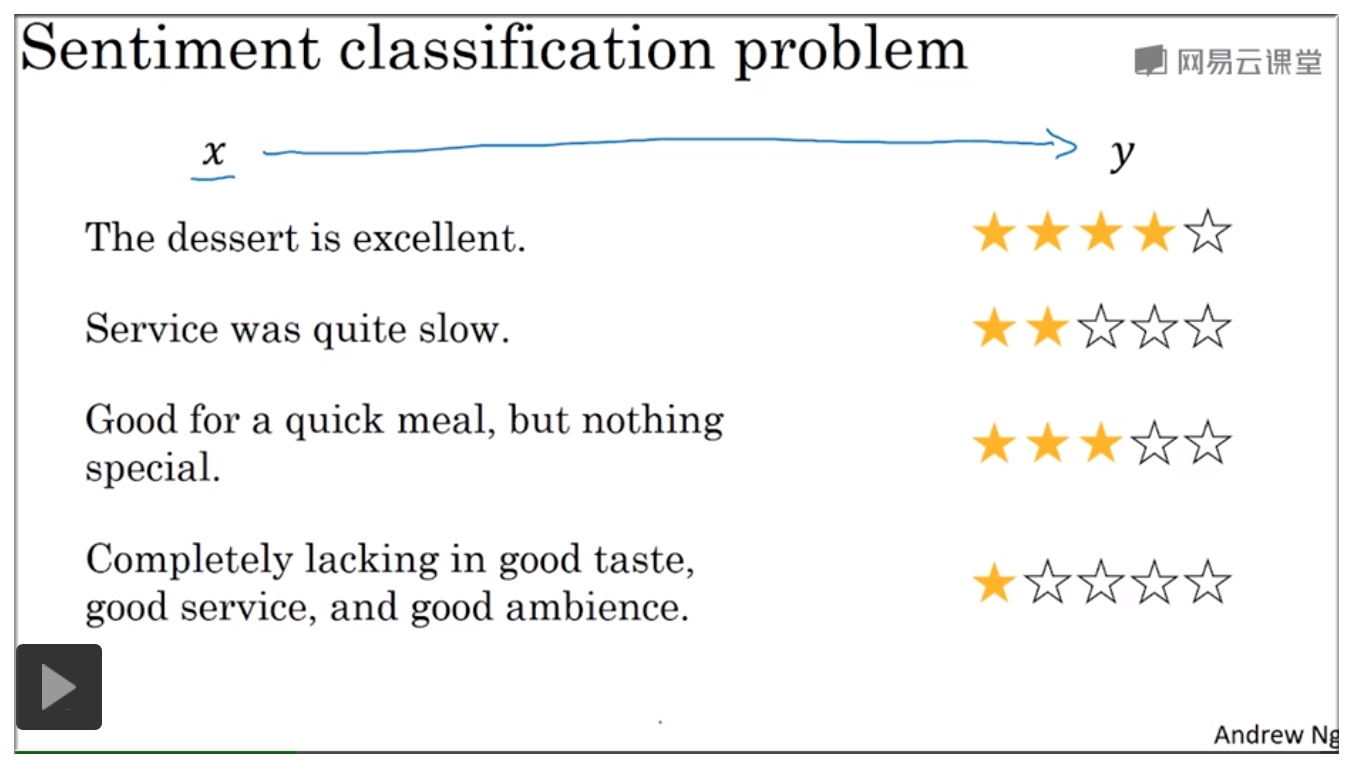 Sentiment classification problem
网易云课堂
x
y
The dessert is excellent.
Service was quite slow.
Good for a quick meal, but nothing
special.
Completely lacking in good taste,
good service, and good ambience.
Andrew Ng